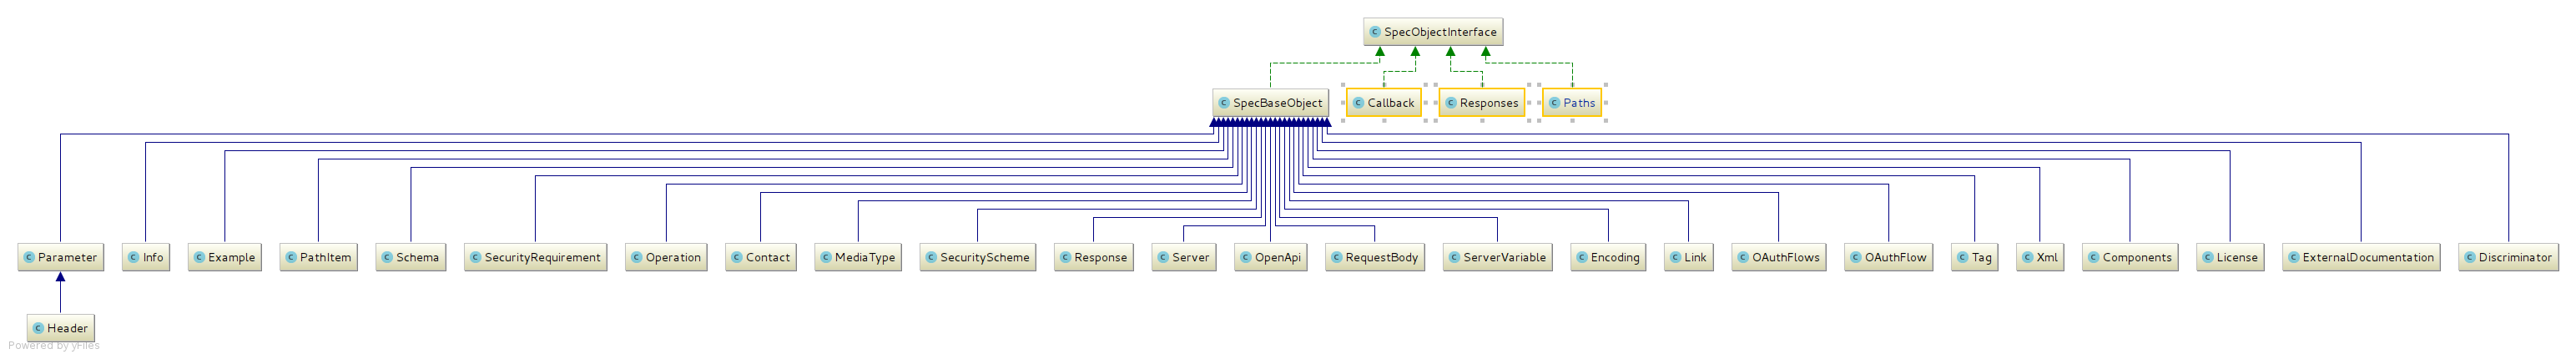 SpecObjectInterface
SpecBaseObject
Callback
Responses
Paths
Parameter
Info
Example
PathItem
Schema
SecurityRequirement
Operation
Contact
MediaType
SecurityScheme
Response
Server
OpenApi
RequestBody
ServerVariable
Encoding
Link
OAuthFlows
OAuthFlow
Tag
Xml
Components
License
ExternalDocumentation
Discriminator
Header
Powered by yFiles